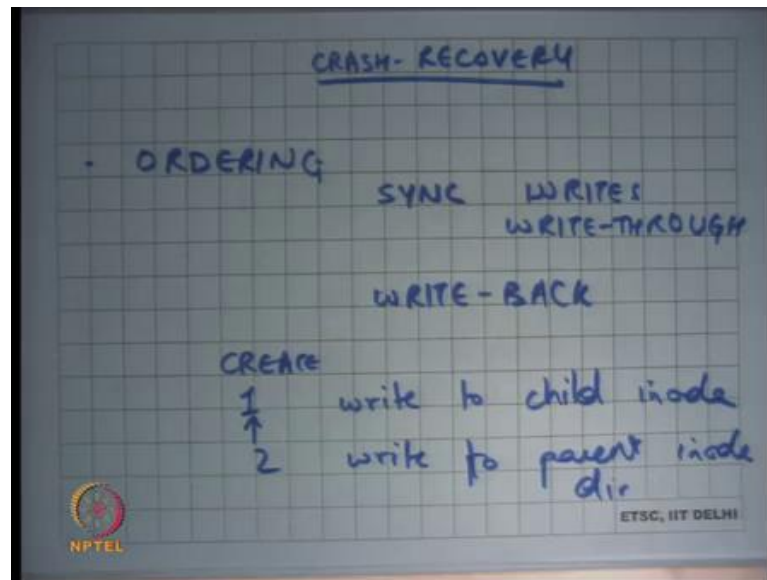 CRASH-RECOVERY
· ORDERING
SYNC WRITES
WRITE-THROUGH
WRITE-BACK
CREATE
1 write to child inode
↑
2 write to parent inode
dir
ETSC, IIT DELHI
NPTEL